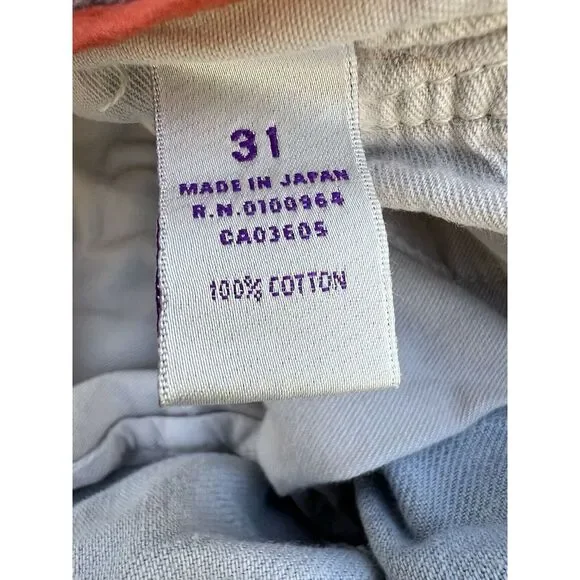 31
MADE IN JAPAN
R.N.0100964
CA03605
100% COTTON